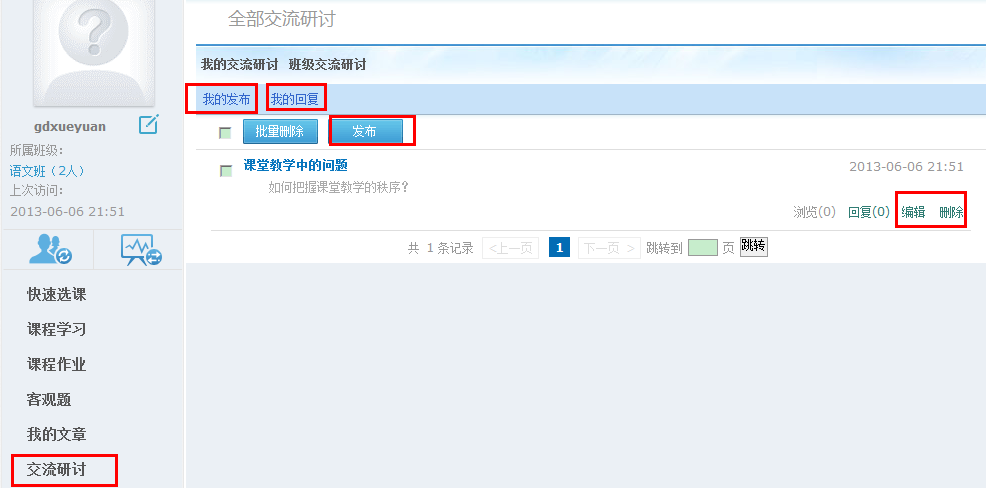 全部交流研讨
我的交流研讨 班级交流研讨
我的发布 我的回复
批量删除 发布
课堂教学中的问题 2013-06-06 21:51
如何把握课堂教学的秩序?
浏览(0) 回复(0) 编辑 删除
共 1 条记录 <上一页 1 下一页 > 跳转到 页 跳转
gdxueyuan
所属班级:
语文班（2人）
上次访问:
2013-06-06 21:51
快速选课
课程学习
课程作业
客观题
我的文章
交流研讨